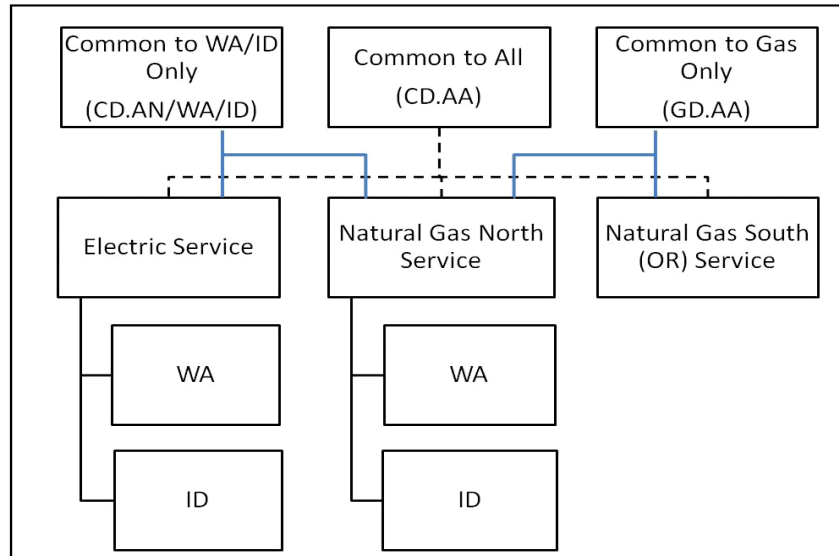 Common to WA/ID
Only
(CD.AN/WA/ID)
Common to All
(CD.AA)
Common to Gas
Only
(GD.AA)
Electric Service
Natural Gas North
Service
Natural Gas South
(OR) Service
WA
WA
ID
ID